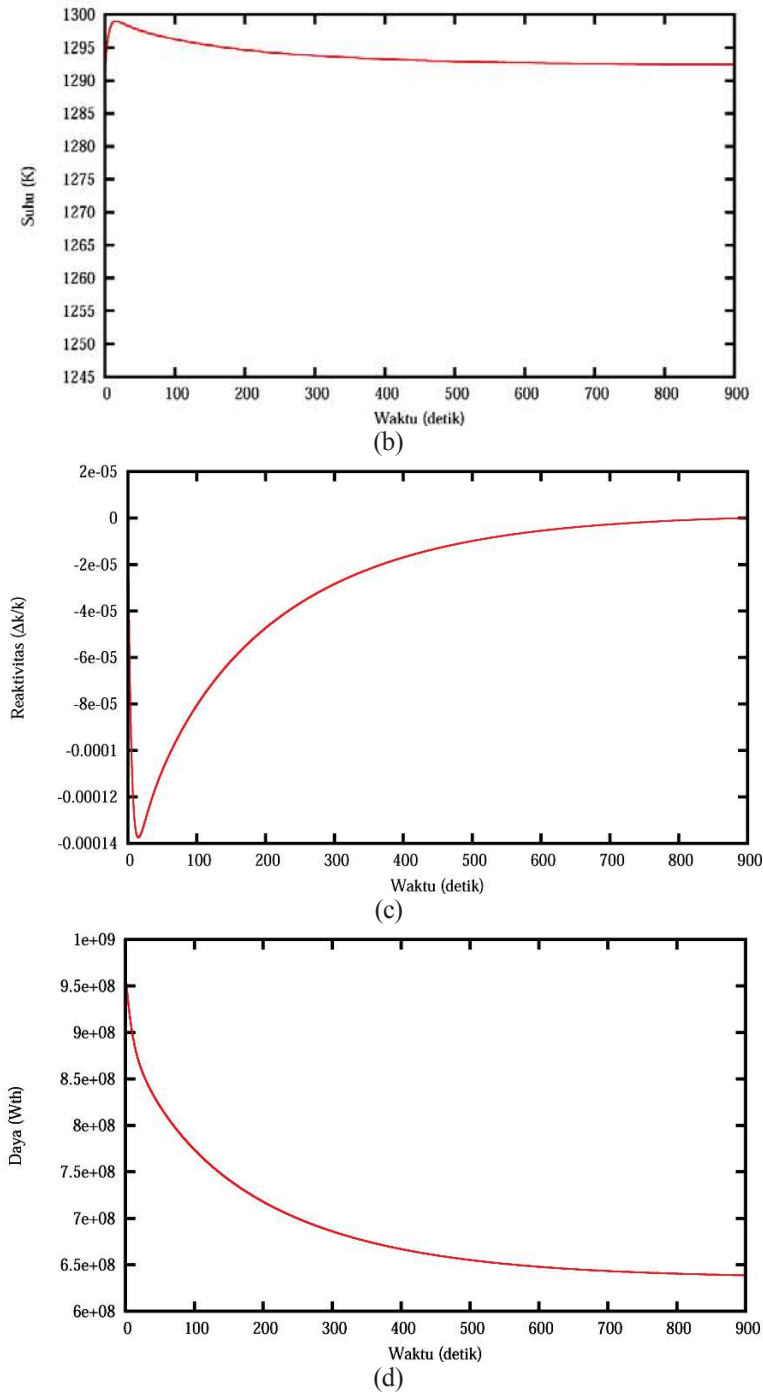 1300
1295
1290
1285
1280
1275
1270
1265
1260
1255
1250
1245
Suhu (K)
0 100 200 300 400 500 600 700 800 900
Waktu (detik)
(b)
2e-05
0
-2e-05
-4e-05
-6e-05
-8e-05
-0.0001
-0.00012
-0.00014
Reaktivitas (Δk/k)
0 100 200 300 400 500 600 700 800 900
Waktu (detik)
(c)
1e+09
9.5e+08
9e+08
8.5e+08
8e+08
7.5e+08
7e+08
6.5e+08
6e+08
Daya (Wth)
0 100 200 300 400 500 600 700 800 900
Waktu (detik)
(d)